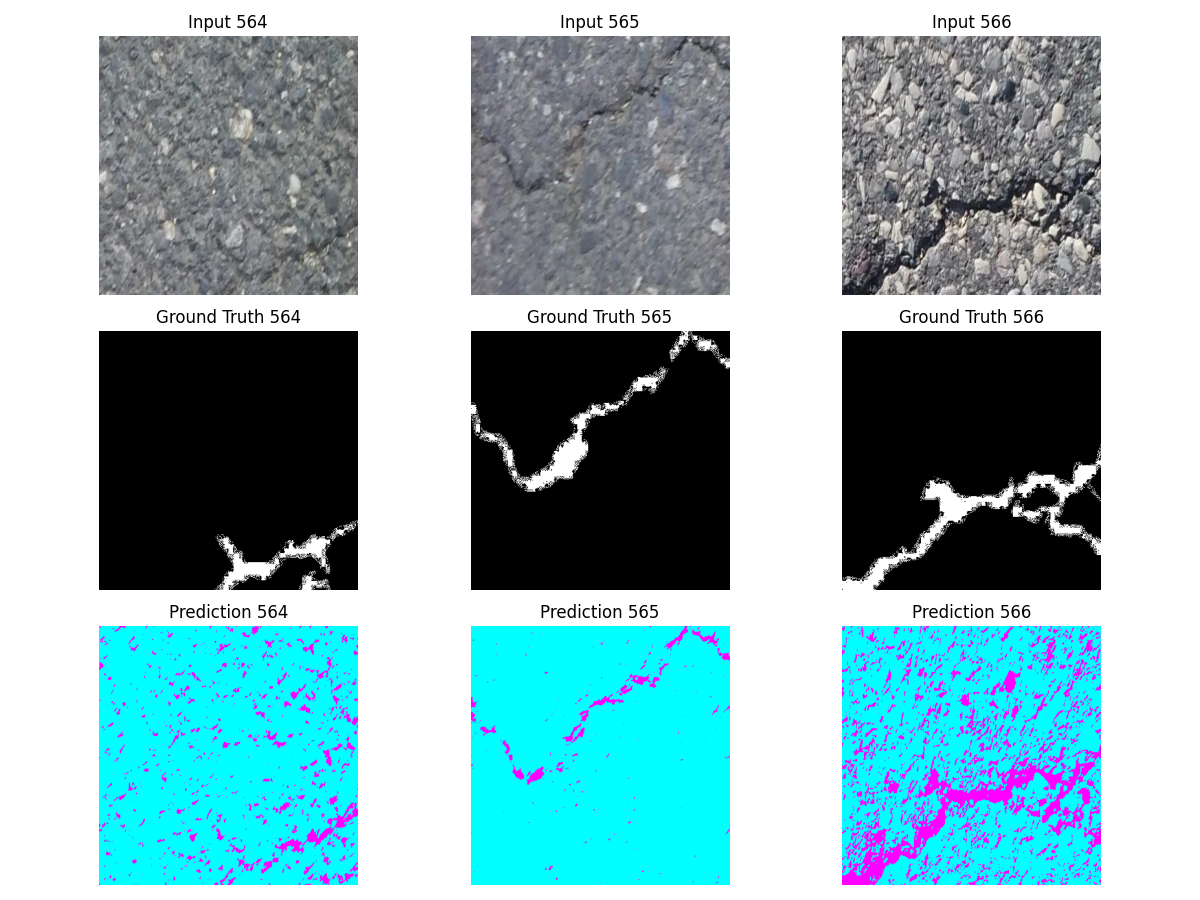 Input 564
Input 565
Input 566
Ground Truth 564
Ground Truth 565
Ground Truth 566
Prediction 564
Prediction 565
Prediction 566